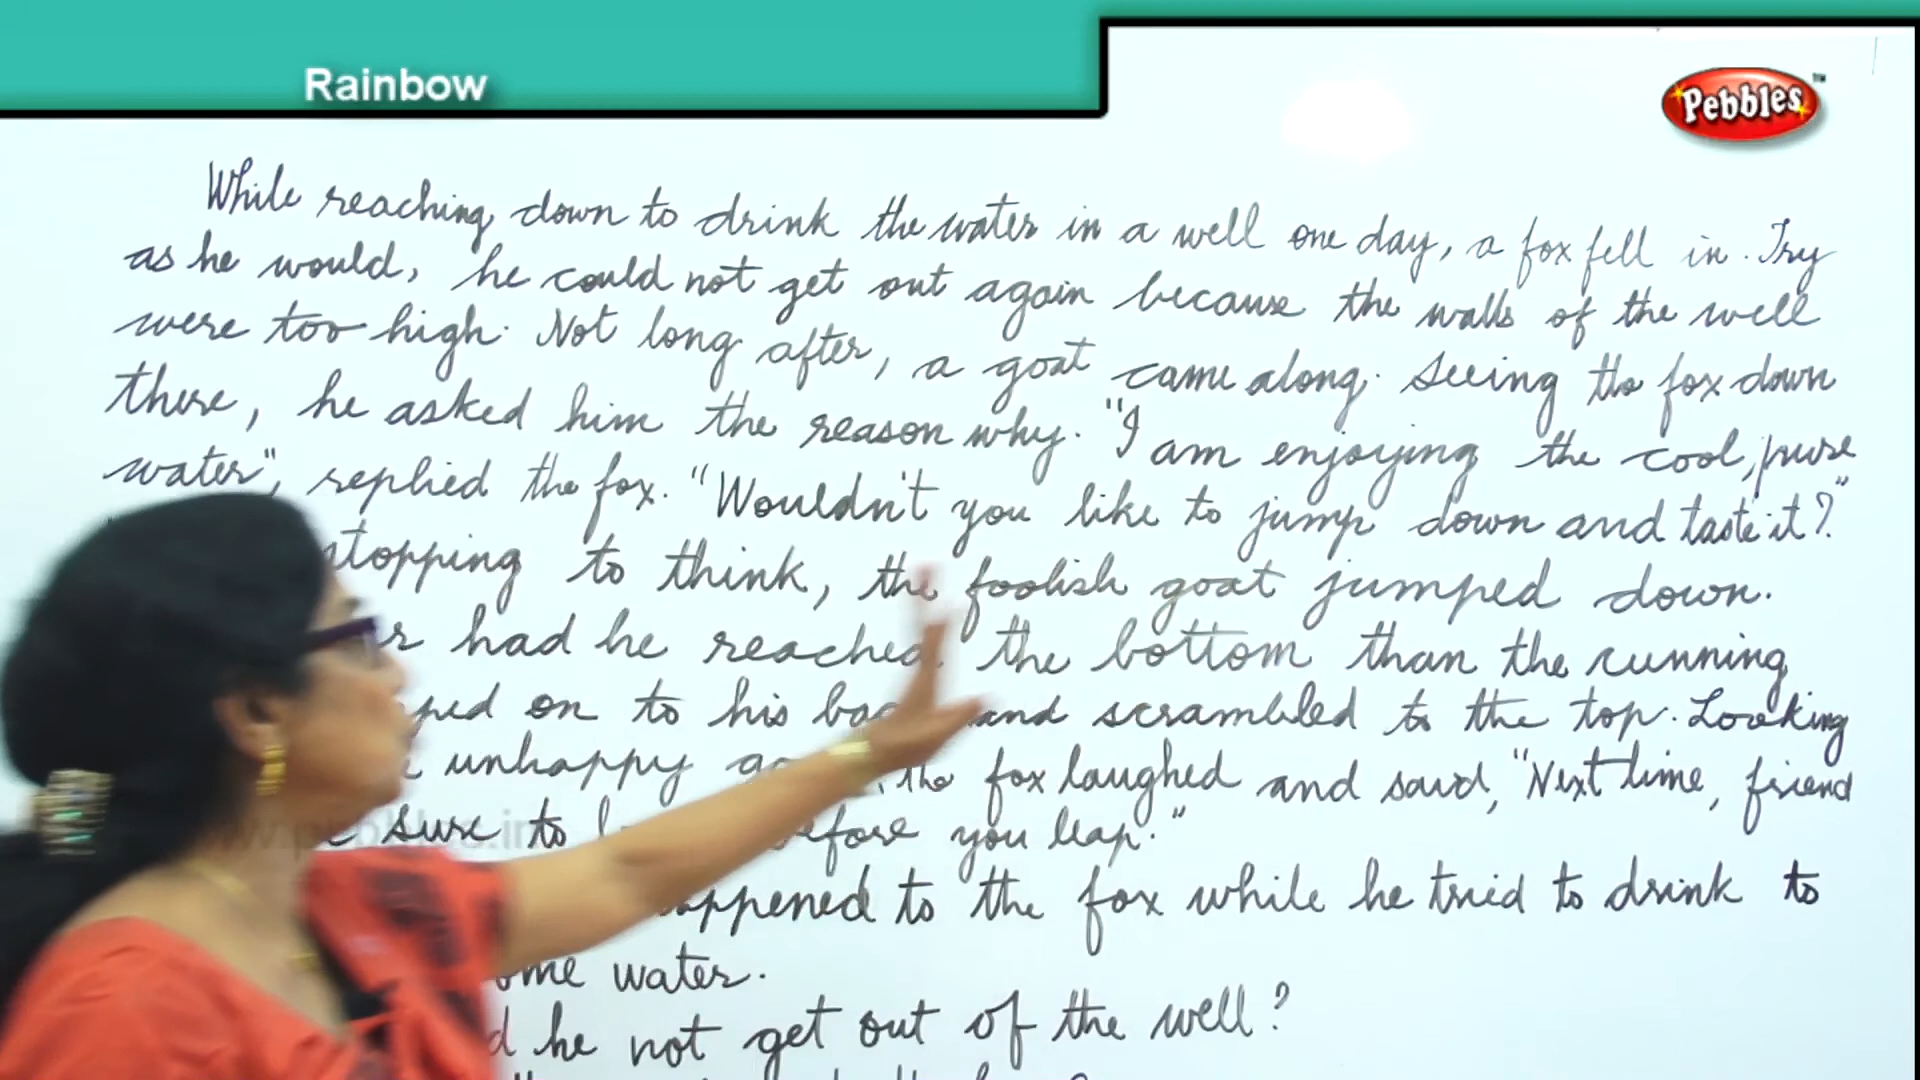 Rainbow
Pebbles
While reaching down to drink the water in a well one day, a fox fell in. Try
as he would, he could not get out again because the walls of the well
were too high. Not long after, a goat came along. Seeing the fox down
there, he asked him the reason why. "I am enjoying the cool, pure
water", replied the fox. "Wouldn't you like to jump down and taste it?"
stopping to think, the foolish goat jumped down.
had he reached the bottom than the cunning
on to his and scrambled to the top. Looking
unhappy the fox laughed and said, "Next time, friend
sure to you leap."
to the fox while he tried to drink to
water.
he not get out of the well?